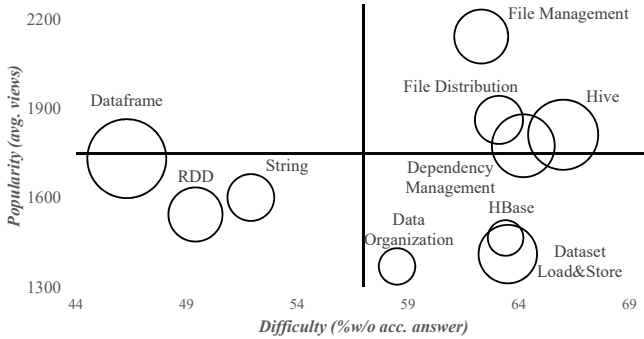 2200
File Management
File Distribution
1900
Dataframe
Hive
Popularity (avg. views)
String
RDD
Dependency
Management
1600
HBase
Data
Organization
Dataset
Load&Store
1300
44
49
54
59
64
69
Difficulty (%w/o acc. answer)